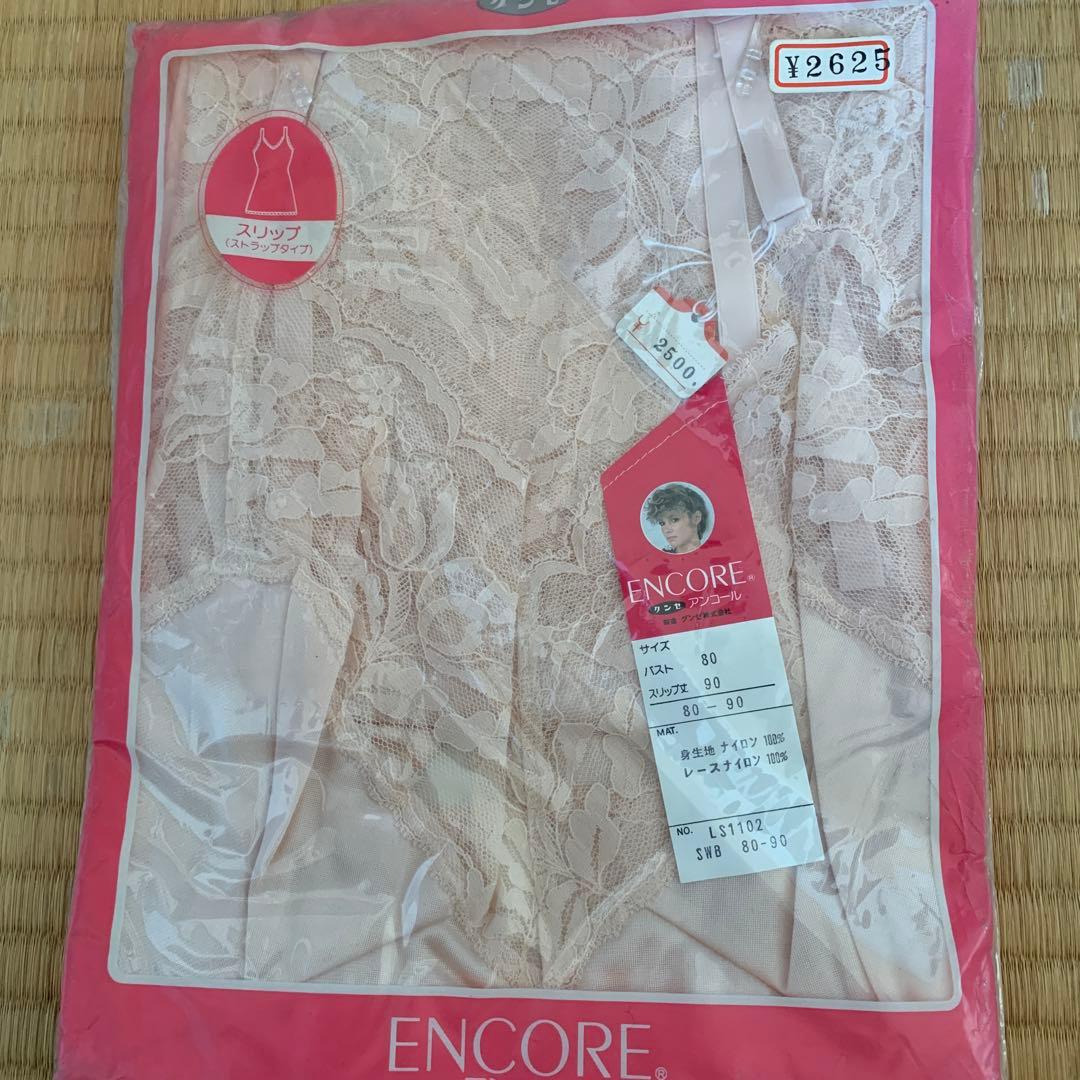 グンゼ
¥2625
スリップ
(ストラップタイプ)
¥2500.
ENCORE®
グンゼ アンコール
製造 グンゼ株式会社
サイズ
バスト 80
スリップ丈 90
80-90
MAT.
身生地 ナイロン 100%
レースナイロン 100%
NO. LS1102
SWB 80-90
ENCORE®